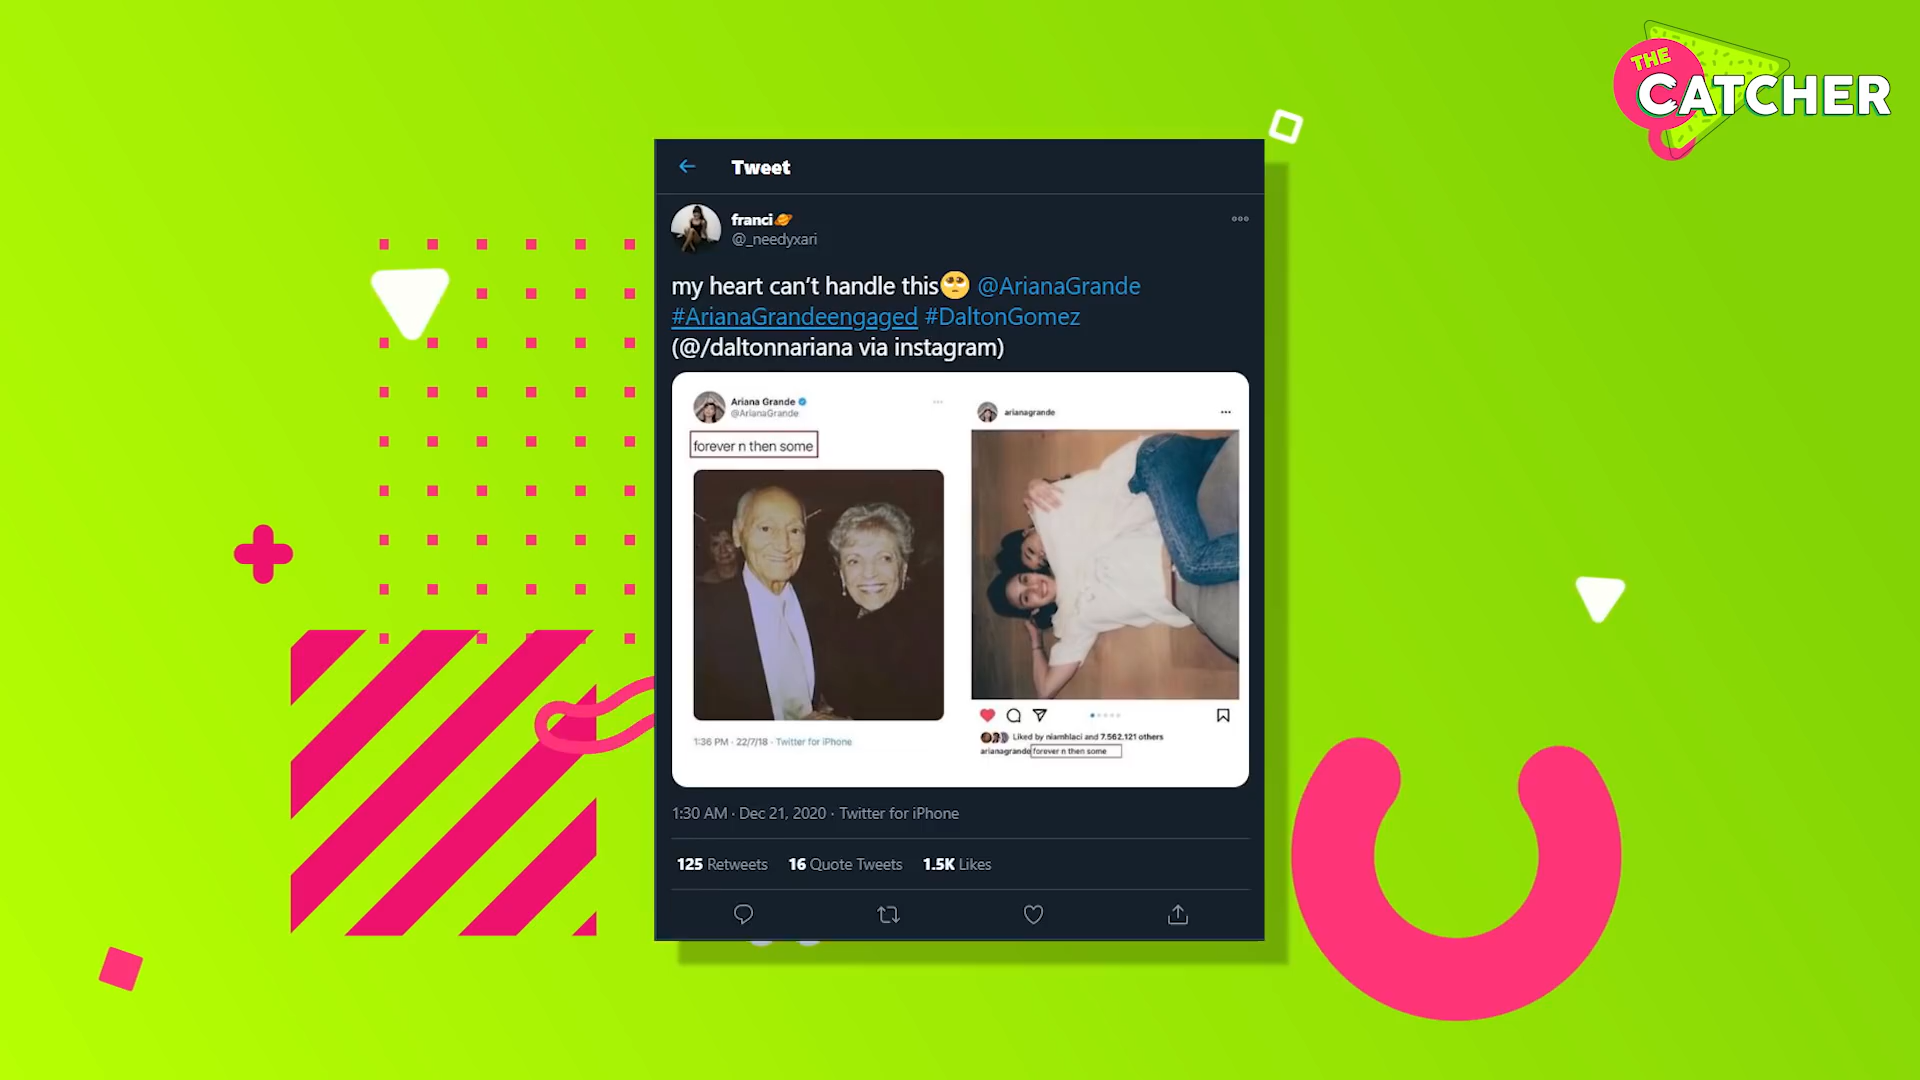 THE
CATCHER
Tweet
franci🪐
@_needyxari
my heart can’t handle this🥺 @ArianaGrande
#ArianaGrandeengaged #DaltonGomez
(@/daltonnariana via instagram)
Ariana Grande
@ArianaGrande
forever n then some
1:36 PM · 22/7/18 · Twitter for iPhone
arianagrande
Liked by niamhlaci and 7.562.121 others
arianagrande forever n then some
1:30 AM · Dec 21, 2020 · Twitter for iPhone
125 Retweets 16 Quote Tweets 1.5K Likes